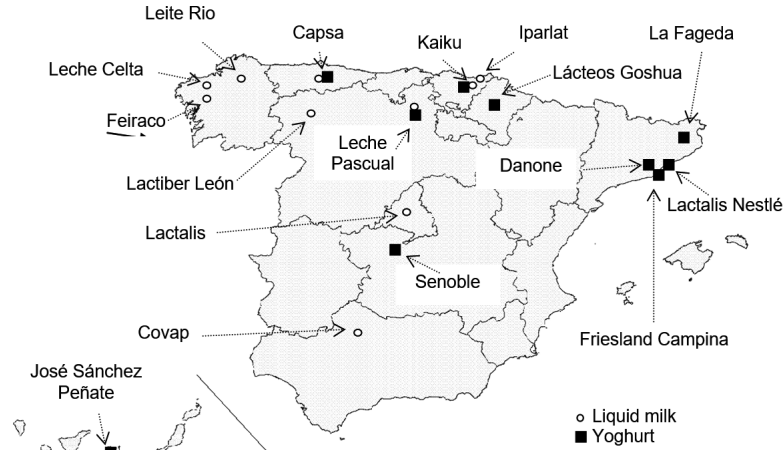 Leite Rio
Capsa
Iparlat
La Fageda
Kaiku
Leche Celta
Lácteos Goshua
Feiraco
Leche
Pascual
Danone
Lactiber León
Lactalis Nestlé
Lactalis
Senoble
Covap
Friesland Campina
José Sánchez
Peñate
Liquid milk
Yoghurt